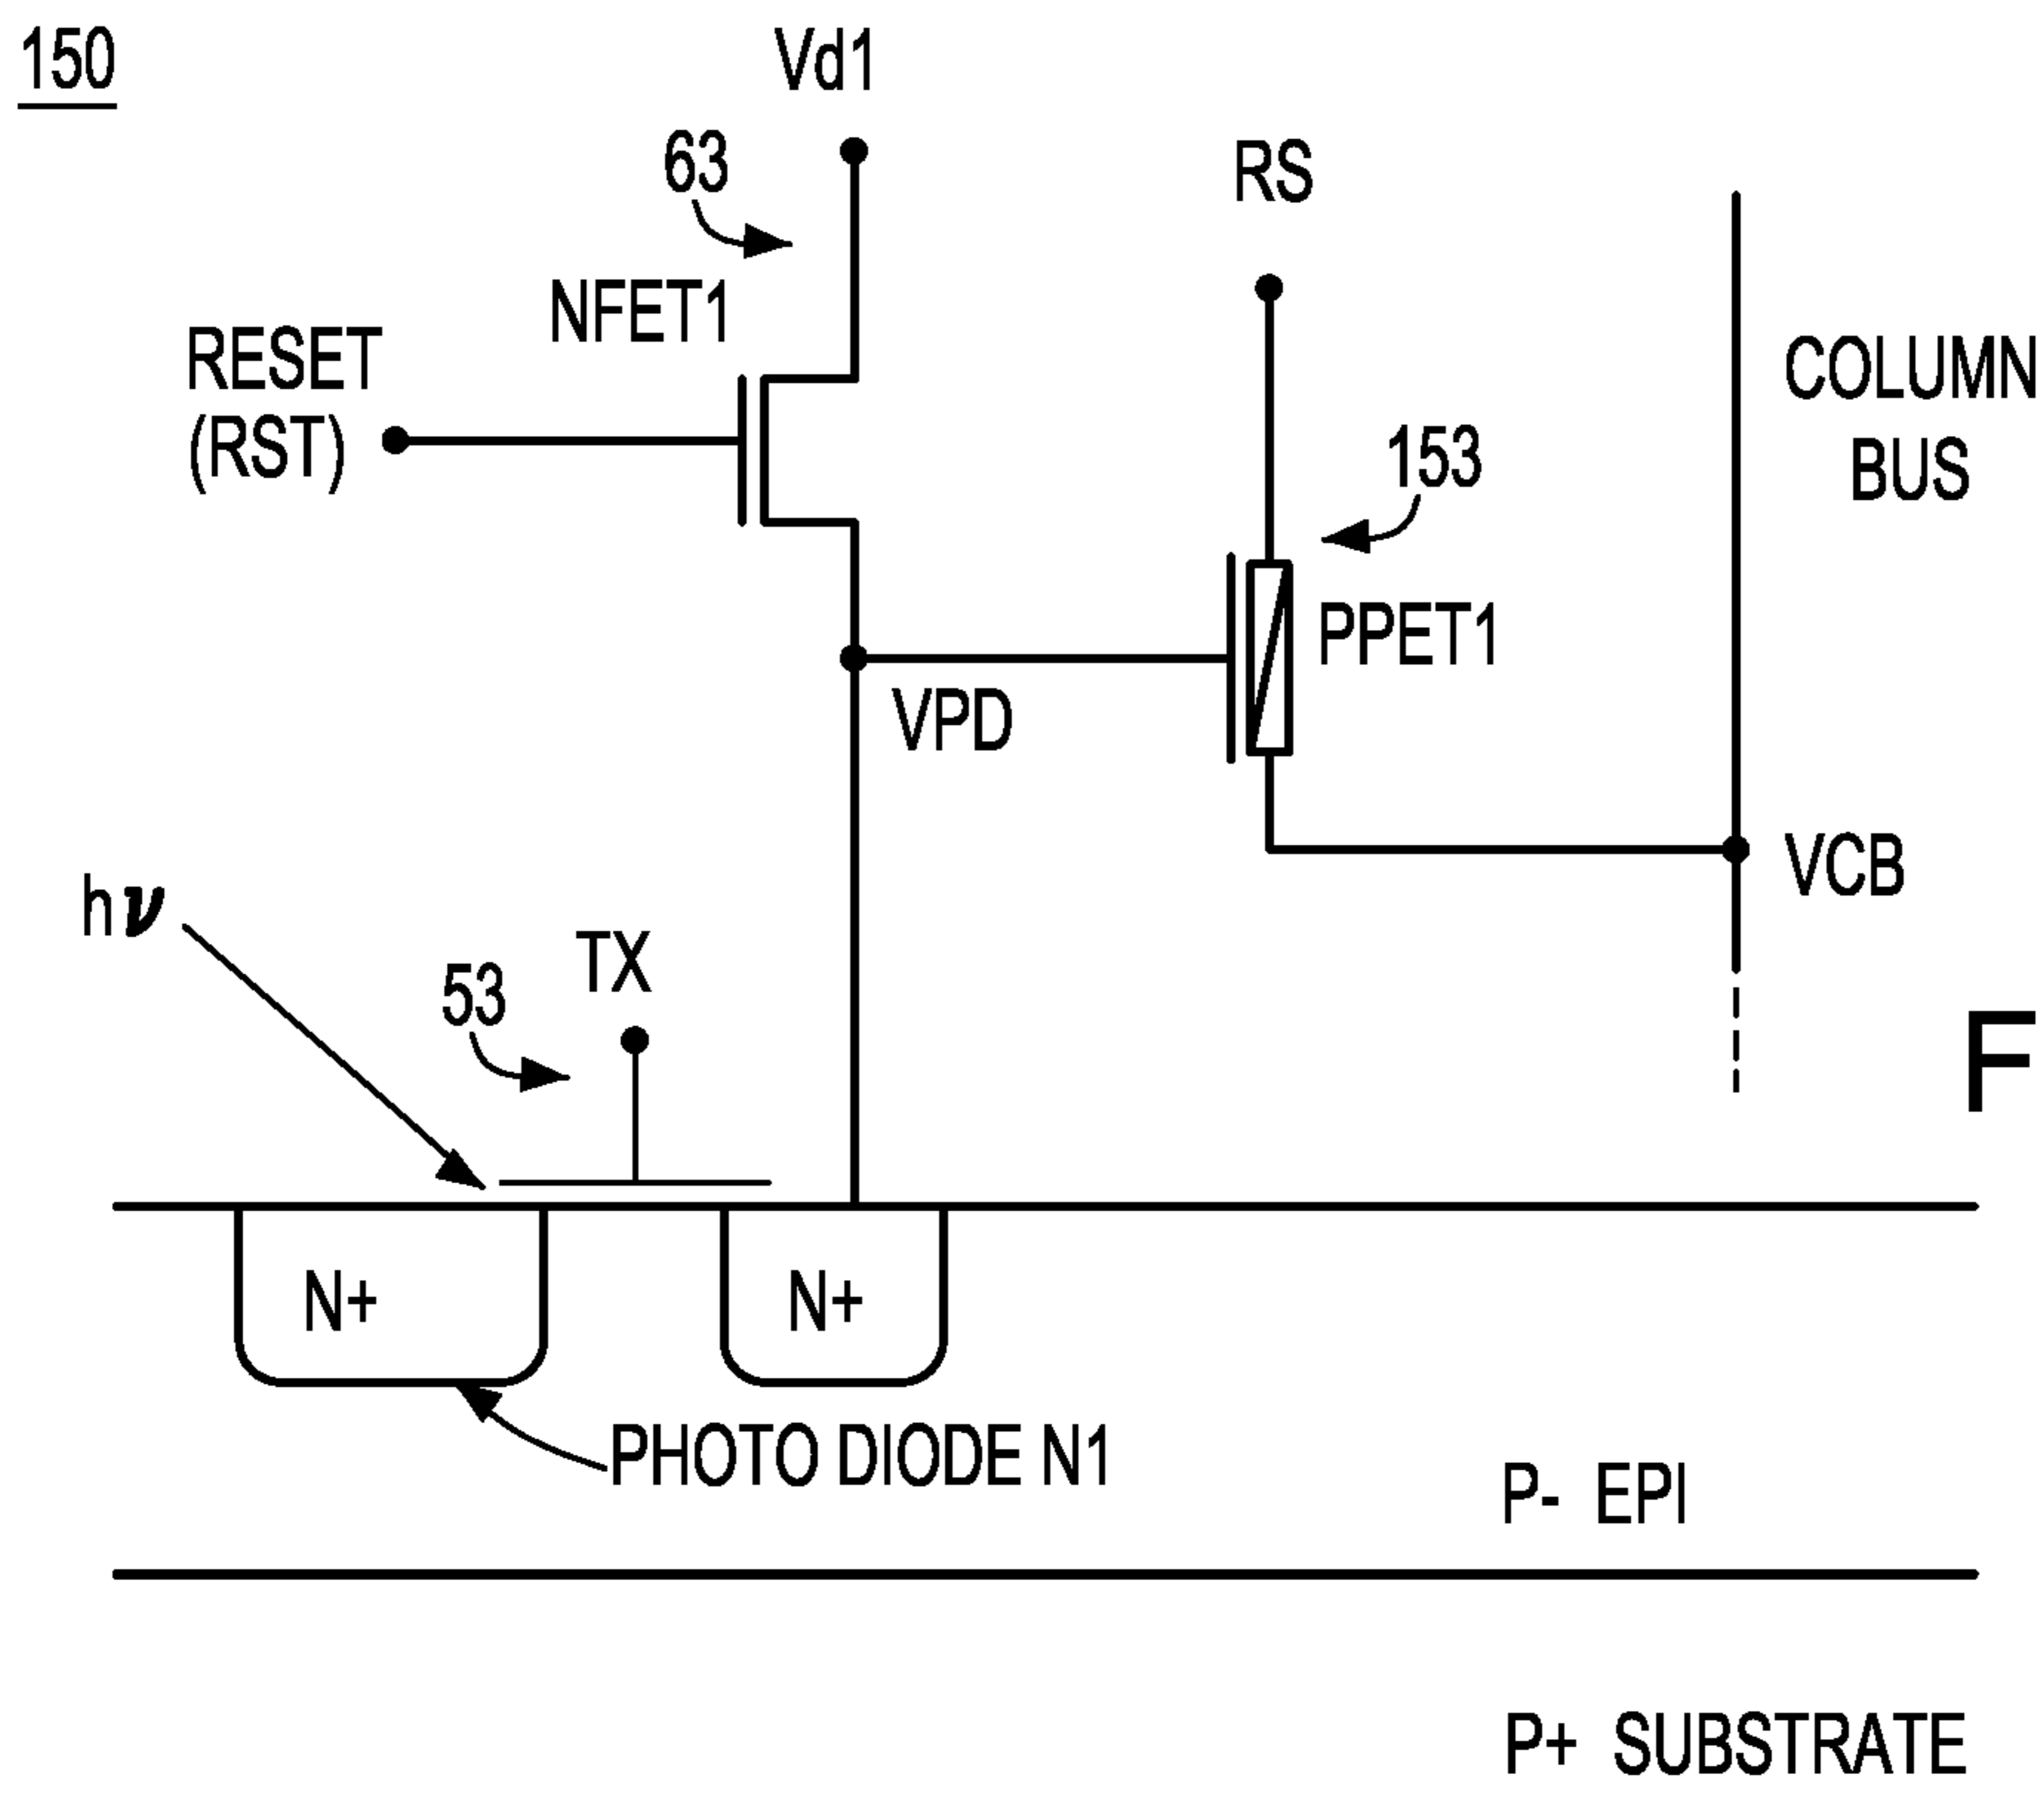 150
Vd1
63
RS
NFET1
RESET
(RST)
COLUMN
BUS
153
PPET1
VPD
VCB
hν
TX
53
F
N+
N+
PHOTO DIODE N1
P- EPI
P+ SUBSTRATE